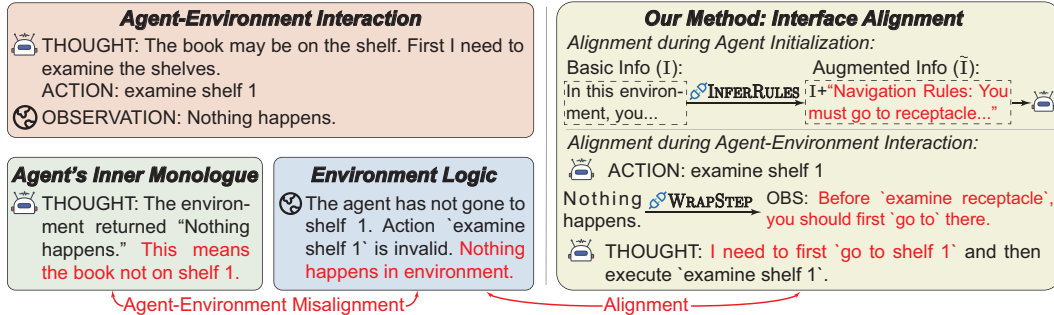 Agent-Environment Interaction
THOUGHT: The book may be on the shelf. First I need to
examine the shelves.
ACTION: examine shelf 1
OBSERVATION: Nothing happens.
Agent's Inner Monologue
THOUGHT: The environ-
ment returned “Nothing
happens.” This means
the book not on shelf 1.
Environment Logic
The agent has not gone to
shelf 1. Action `examine
shelf 1` is invalid. Nothing
happens in environment.
Agent-Environment Misalignment
Alignment
Our Method: Interface Alignment
Alignment during Agent Initialization:
Basic Info (I):
Augmented Info (Ĩ):
In this environ-
ment, you...
INFERRULES
I+“Navigation Rules: You
must go to receptacle...”
Alignment during Agent-Environment Interaction:
ACTION: examine shelf 1
Nothing
happens.
WRAPSTEP
OBS: Before `examine receptacle`,
you should first `go to` there.
THOUGHT: I need to first `go to shelf 1` and then
execute `examine shelf 1`.